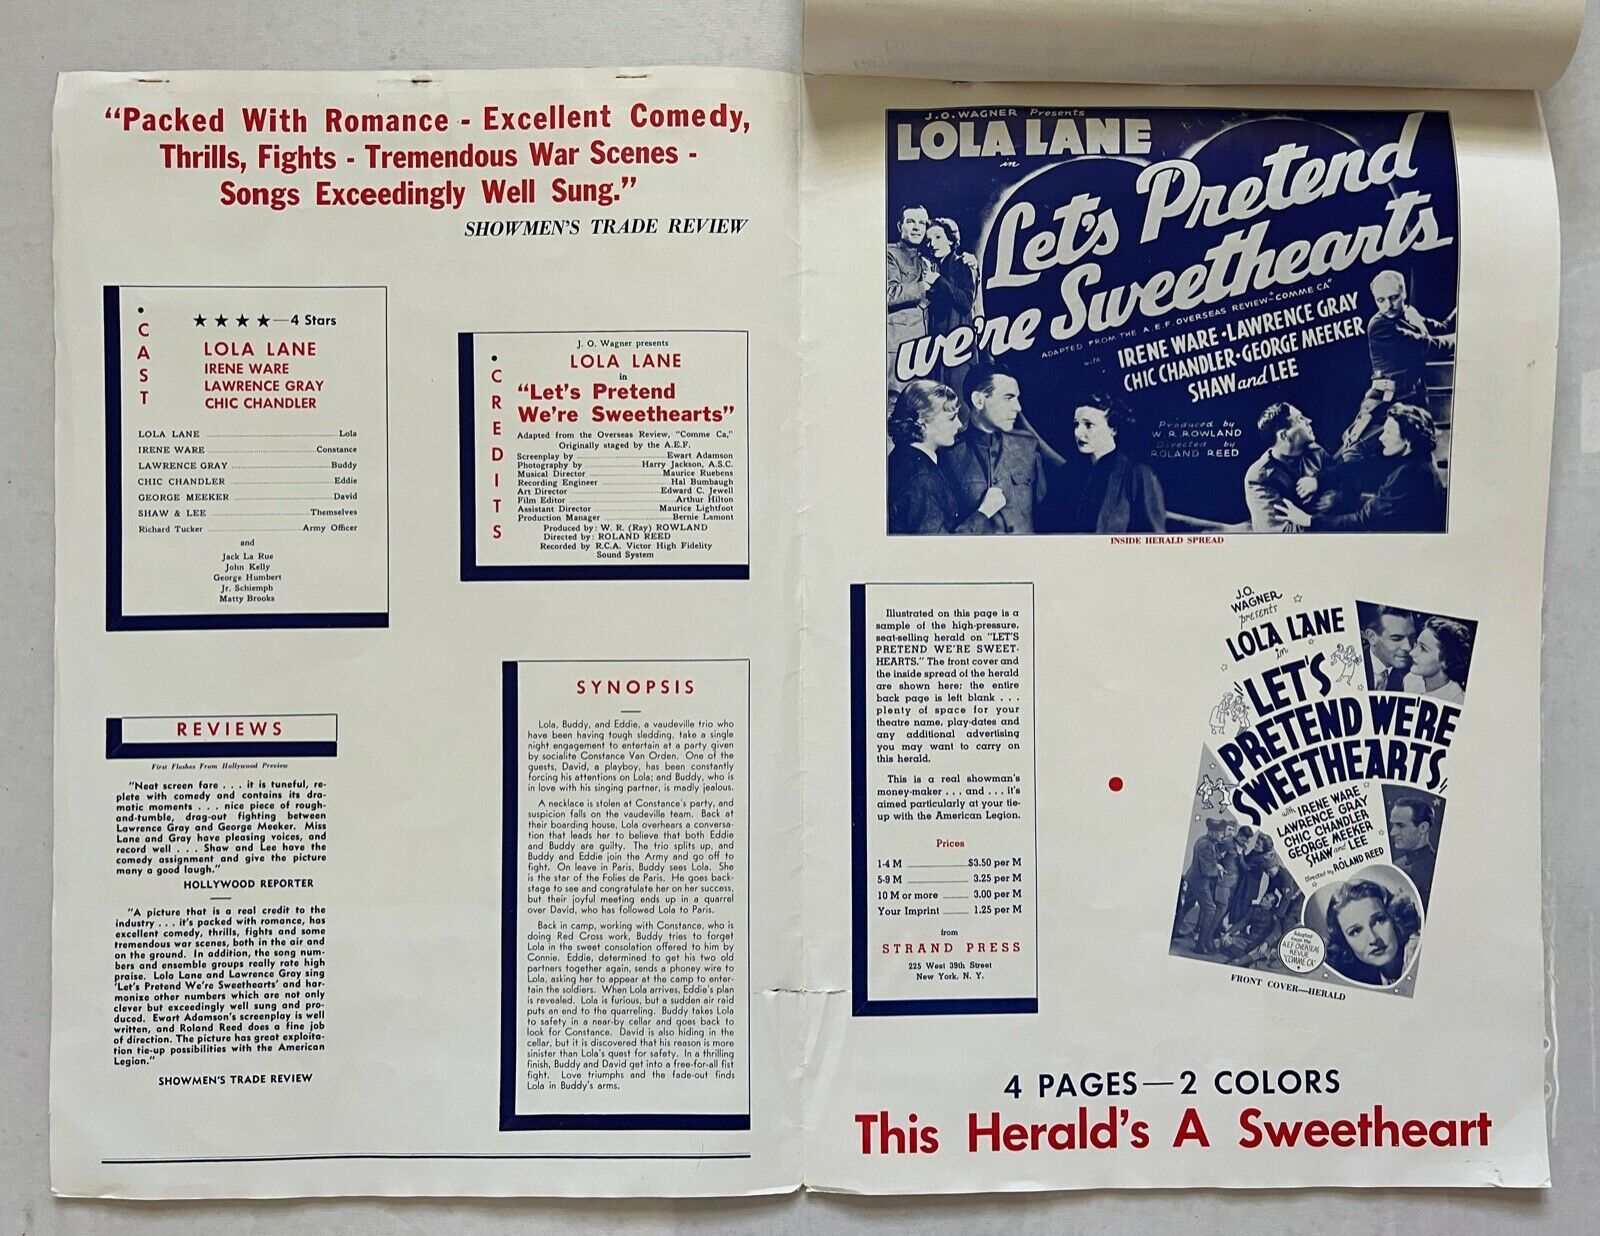 "Packed With Romance - Excellent Comedy,
Thrills, Fights - Tremendous War Scenes -
Songs Exceedingly Well Sung."
SHOWMEN'S TRADE REVIEW
• CAST
★ ★ ★ ★—4 Stars
LOLA LANE
IRENE WARE
LAWRENCE GRAY
CHIC CHANDLER
LOLA LANE Lola
IRENE WARE Constance
LAWRENCE GRAY Buddy
CHIC CHANDLER Eddie
GEORGE MEEKER David
SHAW & LEE Themselves
Richard Tucker Army Officer
and
Jack La Rue
John Kelly
George Humbert
Jr. Schiemph
Matty Brooks
• CREDITS
J. O. Wagner presents
LOLA LANE
in
"Let's Pretend
We're Sweethearts"
Adapted from the Overseas Review, "Comme Ca,"
Originally staged by the A.E.F.
Screenplay by Ewart Adamson
Photography by Harry Jackson, A.S.C.
Musical Director Maurice Ruebens
Recording Engineer Hal Bumbaugh
Art Director Edward C. Jewell
Film Editor Arthur Hilton
Assistant Director Maurice Lightfoot
Production Manager Bernie Lamont
Produced by: W. R. (Ray) ROWLAND
Directed by: ROLAND REED
Recorded by R.C.A. Victor High Fidelity
Sound System
REVIEWS
First Flashes From Hollywood Preview
"Neat screen fare . . . it is tuneful, re-
plete with comedy and contains its dra-
matic moments . . . nice piece of rough-
and-tumble, drag-out fighting between
Lawrence Gray and George Meeker. Miss
Lane and Gray have pleasing voices, and
record well . . . Shaw and Lee have the
comedy assignment and give the picture
many a good laugh."
HOLLYWOOD REPORTER
"A picture that is a real credit to the
industry . . . it's packed with romance, has
excellent comedy, thrills, fights and some
tremendous war scenes, both in the air and
on the ground. In addition, the song num-
bers and ensemble groups really rate high
praise. Lola Lane and Lawrence Gray sing
'Let's Pretend We're Sweethearts' and har-
monize other numbers which are not only
clever but exceedingly well sung and pro-
duced. Ewart Adamson's screenplay is well
written, and Roland Reed does a fine job
of direction. The picture has great exploita-
tion tie-up possibilities with the American
Legion."
SHOWMEN'S TRADE REVIEW
SYNOPSIS
Lola, Buddy, and Eddie, a vaudeville trio who
have been having tough sledding, take a single
night engagement to entertain at a party given
by socialite Constance Van Orden. One of the
guests, David, a playboy, has been constantly
forcing his attentions on Lola; and Buddy, who is
in love with his singing partner, is madly jealous.
A necklace is stolen at Constance's party, and
suspicion falls on the vaudeville team. Back at
their boarding house, Lola overhears a conversa-
tion that leads her to believe that both Eddie
and Buddy are guilty. The trio splits up, and
Buddy and Eddie join the Army and go off to
fight. On leave in Paris, Buddy sees Lola. She
is the star of the Folies de Paris. He goes back-
stage to see and congratulate her on her success,
but their joyful meeting ends up in a quarrel
over David, who has followed Lola to Paris.
Back in camp, working with Constance, who is
doing Red Cross work, Buddy tries to forget
Lola in the sweet consolation offered to him by
Connie. Eddie, determined to get his two old
partners together again, sends a phoney wire to
Lola, asking her to appear at the camp to enter-
tain the soldiers. When Lola arrives, Eddie's plan
is revealed. Lola is furious, but a sudden air raid
puts an end to the quarreling. Buddy takes Lola
to safety in a near-by cellar and goes back to
look for Constance. David is also hiding in the
cellar, but it is discovered that his reason is more
sinister than Lola's quest for safety. In a thrilling
finish, Buddy and David get into a free-for-all fist
fight. Love triumphs and the fade-out finds
Lola in Buddy's arms.
J.O. WAGNER Presents
LOLA LANE
in
Let's Pretend
we're Sweethearts
ADAPTED FROM THE A.E.F. OVERSEAS REVIEW "COMME CA"
with IRENE WARE · LAWRENCE GRAY
CHIC CHANDLER · GEORGE MEEKER
SHAW and LEE
Produced by
W. R. ROWLAND
Directed by
ROLAND REED
INSIDE HERALD SPREAD
Illustrated on this page is a
sample of the high-pressure,
seat-selling herald on "LET'S
PRETEND WE'RE SWEET-
HEARTS." The front cover and
the inside spread of the herald
are shown here; the entire
back page is left blank . . .
plenty of space for your
theatre name, play-dates and
any additional advertising
you may want to carry on
this herald.
This is a real showman's
money-maker . . . and . . . it's
aimed particularly at your tie-
up with the American Legion.
Prices
1-4 M $3.50 per M
5-9 M 3.25 per M
10 M or more 3.00 per M
Your Imprint 1.25 per M
from
STRAND PRESS
225 West 39th Street
New York, N. Y.
J.O.
WAGNER
presents
LOLA LANE
in
LET'S
PRETEND WE'RE
SWEETHEARTS
with IRENE WARE
LAWRENCE GRAY
CHIC CHANDLER
GEORGE MEEKER
SHAW and LEE
Directed by ROLAND REED
Adapted
from the
A.E.F. OVERSEAS
REVUE
"COMME CA"
FRONT COVER—HERALD
4 PAGES—2 COLORS
This Herald's A Sweetheart